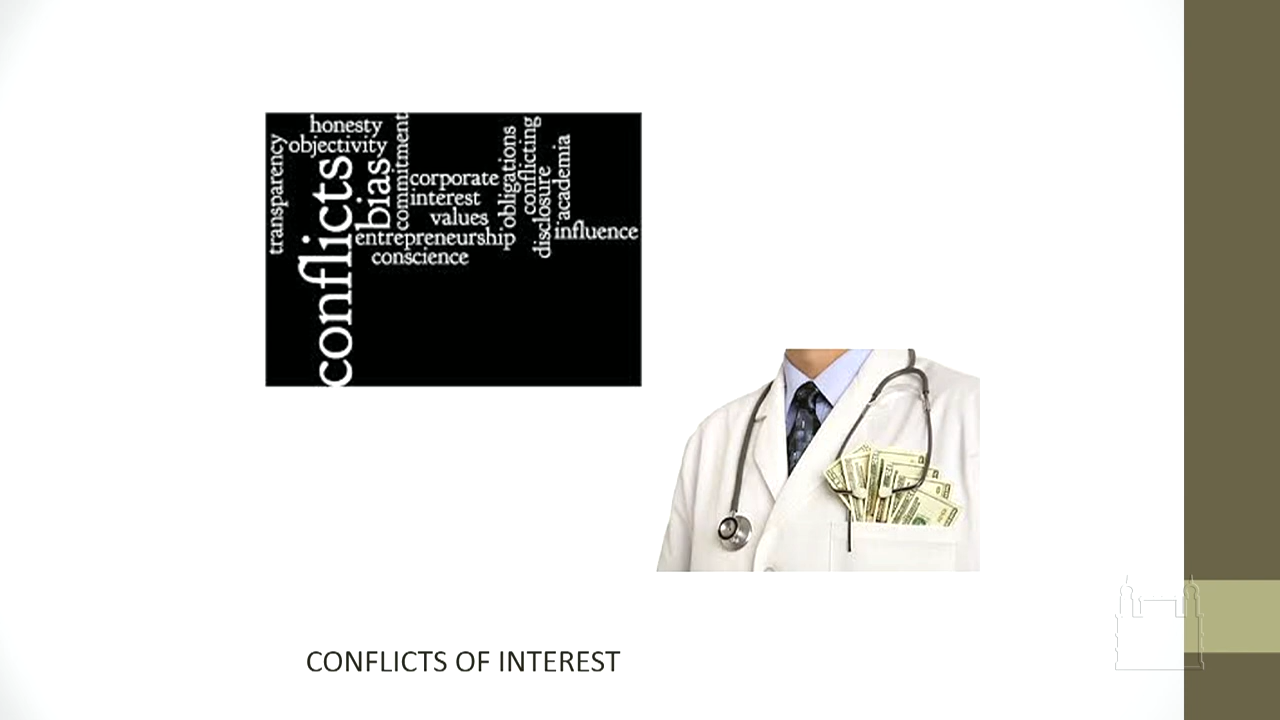 honesty
objectivity
transparency
conflicts
bias
commitment
corporate
interest
values
entrepreneurship
conscience
obligations
conflicting
disclosure
academia
influence
CONFLICTS OF INTEREST